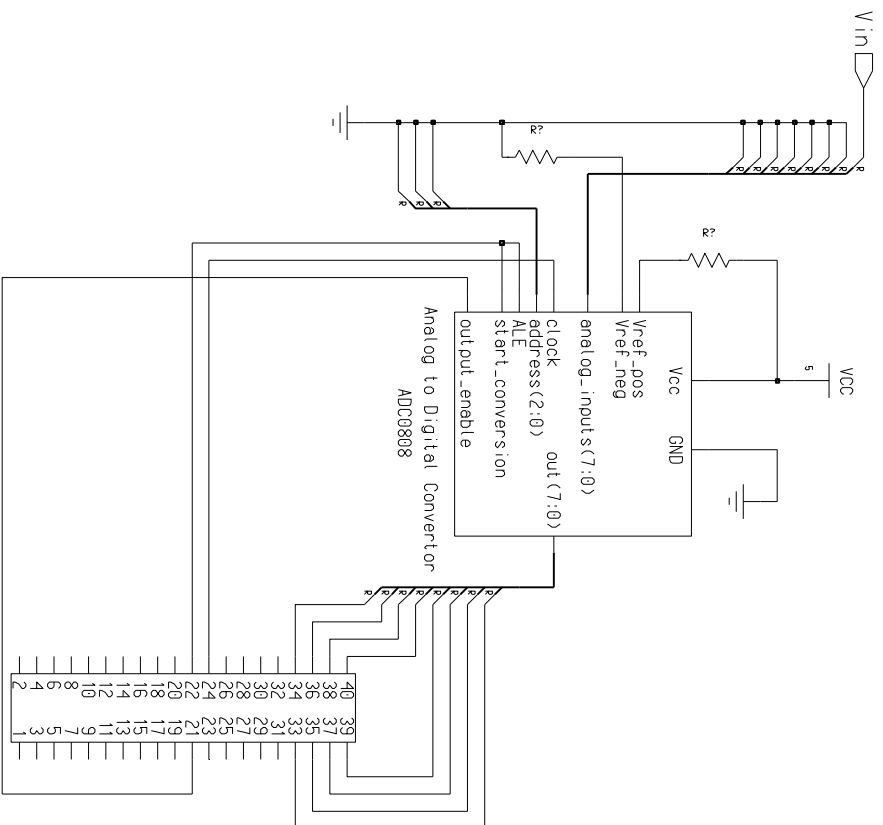 Vin
R?
R
R
R
R
R
R
R
R
R
R
R
R?
VCC
5
Vcc
GND
Vref_pos
Vref_neg
analog_inputs(7:0)
out(7:0)
clock
address(2:0)
ALE
start_conversion
output_enable
Analog to Digital Convertor
ADC0808
R
R
R
R
R
R
R
R
40 39
38 37
36 35
34 33
32 31
30 29
28 27
26 25
24 23
22 21
20 19
18 17
16 15
14 13
12 11
10 9
8 7
6 5
4 3
2 1